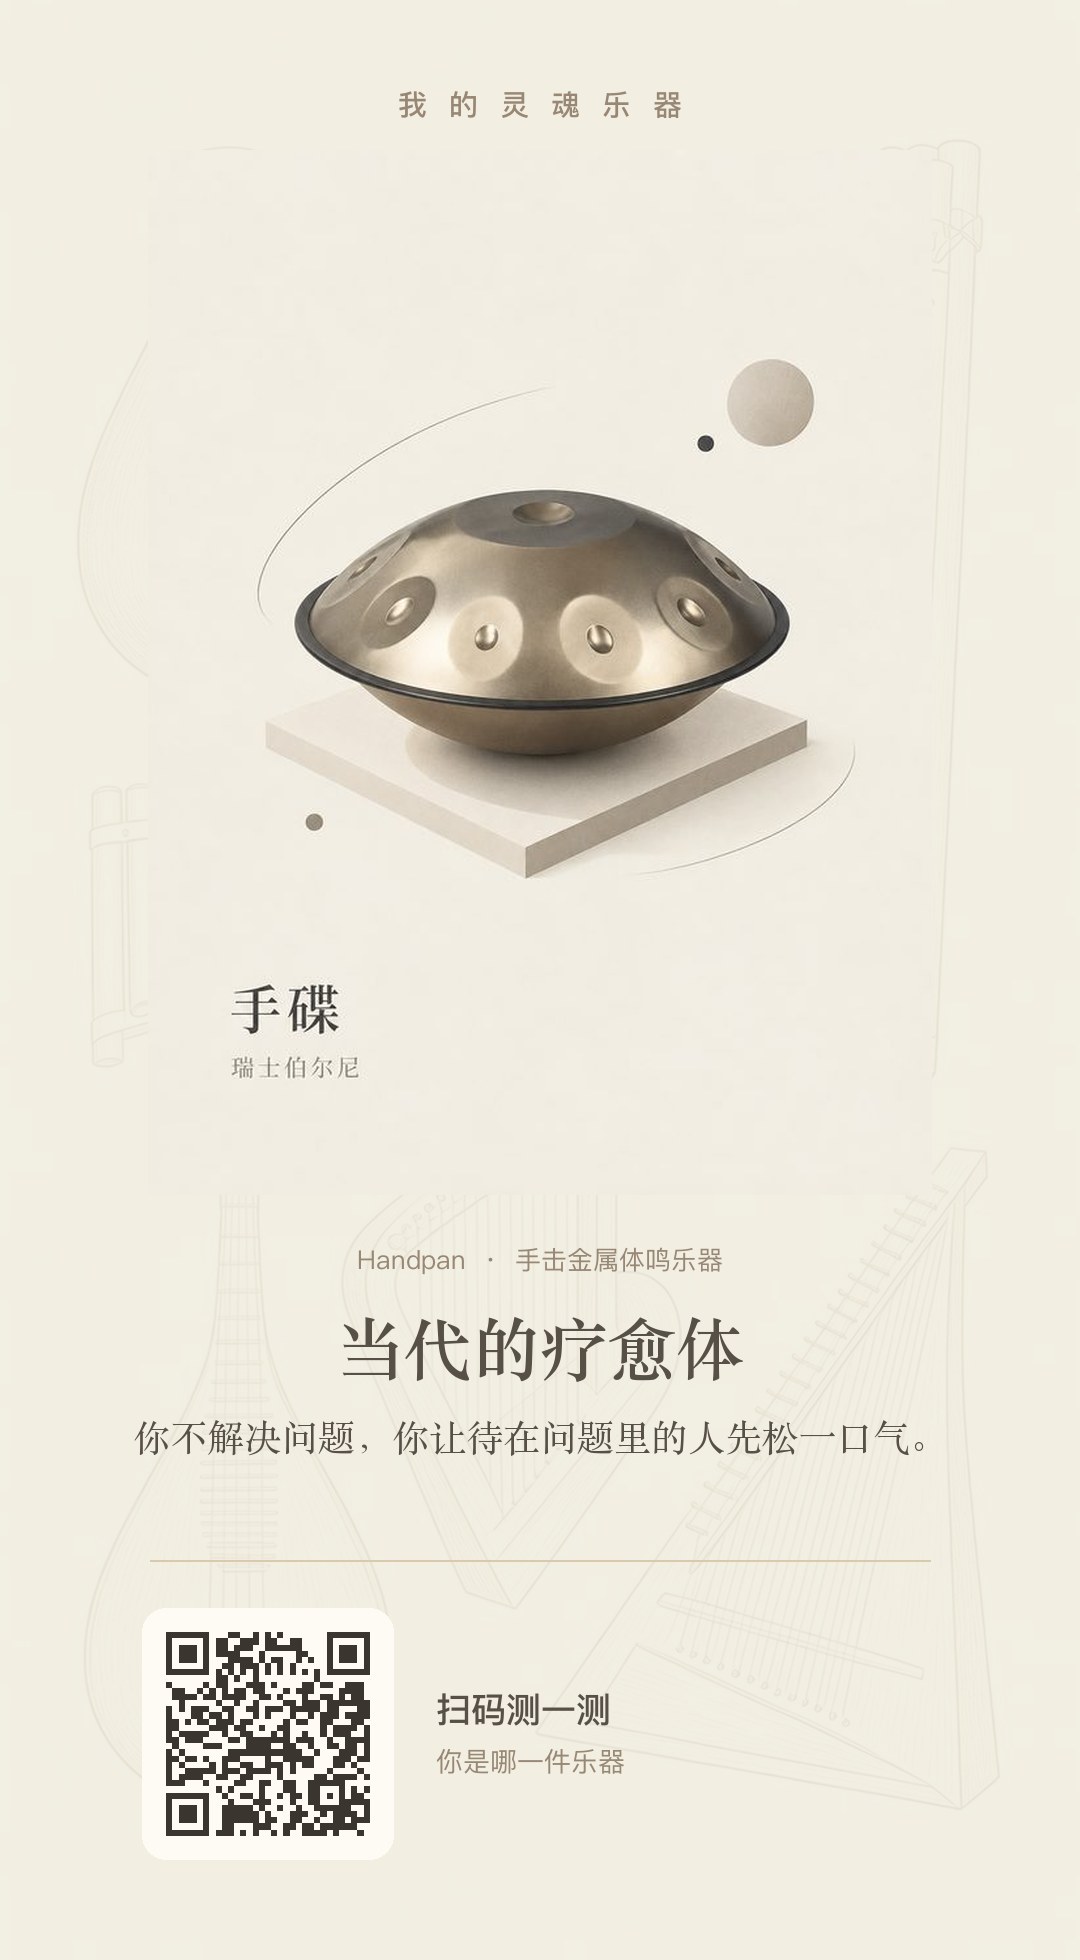 我的灵魂乐器
手碟
瑞士伯尔尼
Handpan · 手击金属体鸣乐器
当代的疗愈体
你不解决问题，你让待在问题里的人先松一口气。
扫码测一测
你是哪一件乐器